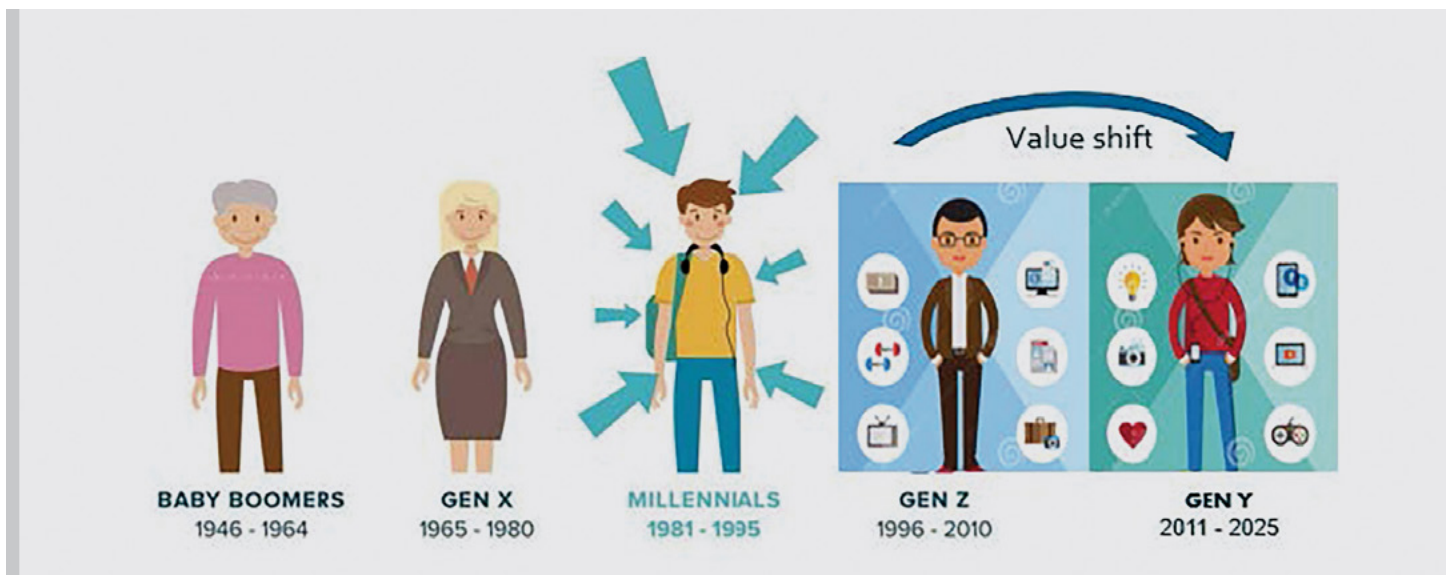 Value shift
BABY BOOMERS
1946 - 1964
GEN X
1965 - 1980
MILLENNIALS
1981 - 1995
GEN Z
1996 - 2010
GEN Y
2011 - 2025